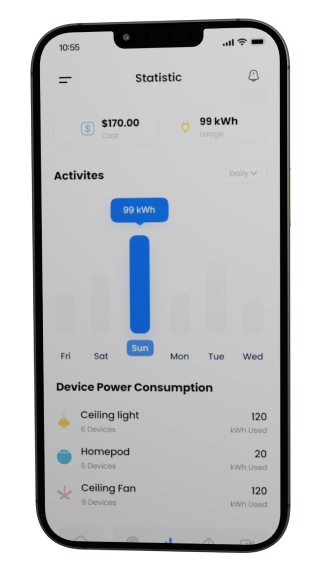 10:55
Statistic
$170.00
Cost
99 kWh
Usage
Activites
Daily
99 kWh
Fri Sat Sun Mon Tue Wed
Device Power Consumption
Ceiling light 120
6 Devices kWh Used
Homepod 20
5 Devices kWh Used
Ceiling Fan 120
9 Devices kWh Used